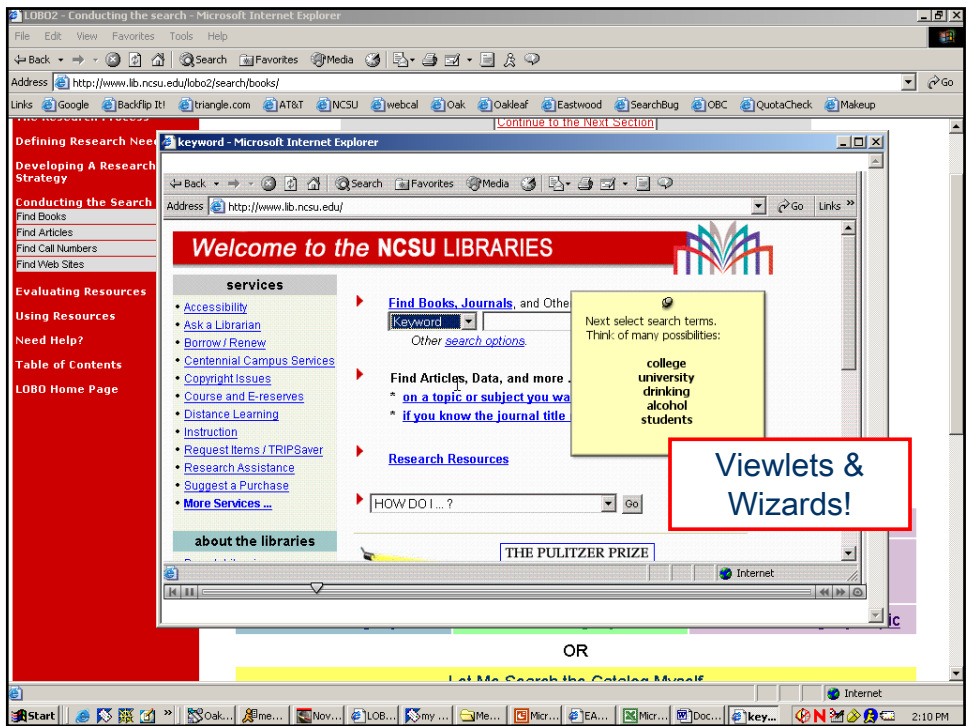 LOBO2 - Conducting the search - Microsoft Internet Explorer
File Edit View Favorites Tools Help
Back Search Favorites Media
Address http://www.lib.ncsu.edu/lobo2/search/books/ Go
Links Google Backflip It! triangle.com AT&T NCSU webcal Oak Oakleaf Eastwood SearchBug OBC QuotaCheck Makeup
The Research Process
Continue to the Next Section
Defining Research Nee
Developing A Research
Strategy
Conducting the Search
Find Books
Find Articles
Find Call Numbers
Find Web Sites
Evaluating Resources
Using Resources
Need Help?
Table of Contents
LOBO Home Page
keyword - Microsoft Internet Explorer
Back Search Favorites Media
Address http://www.lib.ncsu.edu/ Go Links »
Welcome to the NCSU LIBRARIES
services
• Accessibility
• Ask a Librarian
• Borrow / Renew
• Centennial Campus Services
• Copyright Issues
• Course and E-reserves
• Distance Learning
• Instruction
• Request Items / TRIPSaver
• Research Assistance
• Suggest a Purchase
• More Services ...
about the libraries
Find Books, Journals, and Othe
Keyword
Other search options.
Find Articles, Data, and more .
* on a topic or subject you wa
* if you know the journal title
Research Resources
HOW DO I ... ? Go
THE PULITZER PRIZE
Next select search terms.
Think of many possibilities:
college
university
drinking
alcohol
students
Internet
Viewlets &
Wizards!
ic
OR
Let Me Search the Catalog Myself
Internet
Start » Oak... me... Nov... LOB... my ... Me... Micr... EA... Micr... Doc... key... 2:10 PM